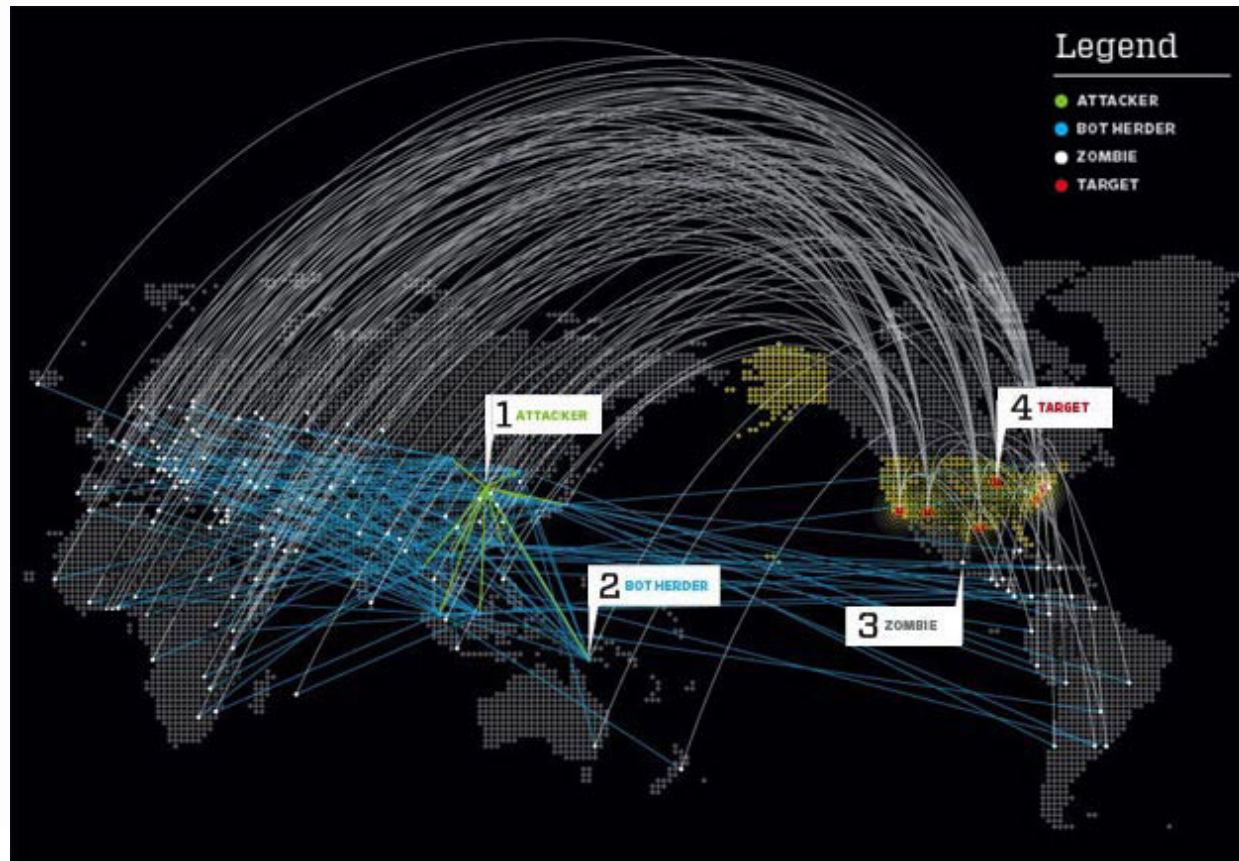 Legend
ATTACKER
BOT HERDER
ZOMBIE
TARGET
1 ATTACKER
4 TARGET
2 BOT HERDER
3 ZOMBIE